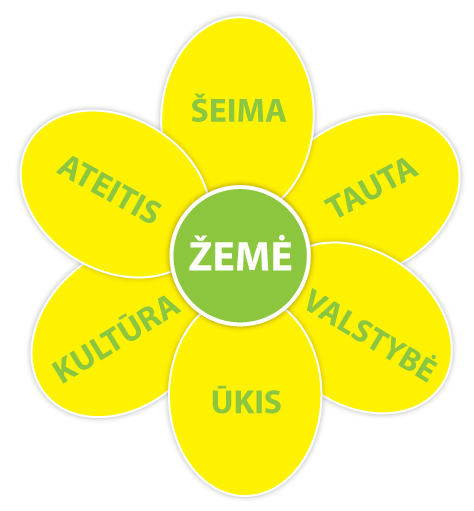 ŠEIMA
TAUTA
VALSTYBĖ
ŪKIS
KULTŪRA
ATEITIS
ŽEMĖ